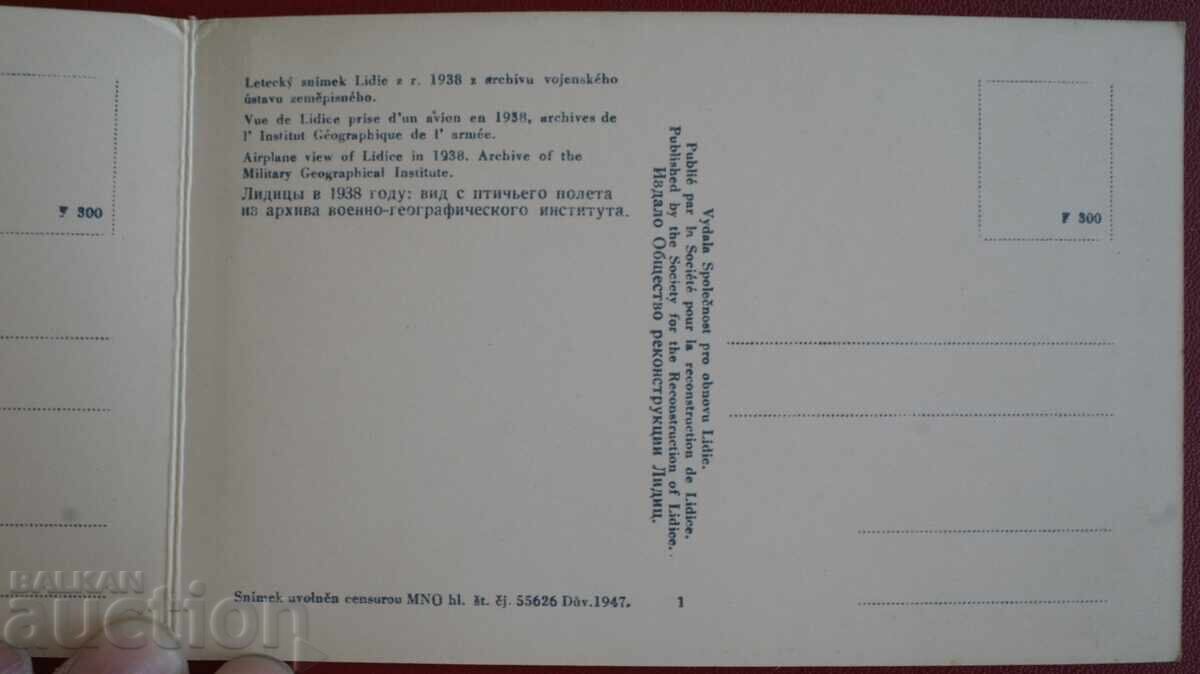 Letecký snímek Lidic z r. 1938 z archivu vojenského
ústavu zeměpisného.
Vue de Lidice prise d'un avion en 1938, archives de
l' Institut Géographique de l' armée.
Airplane view of Lidice in 1938. Archive of the
Military Geographical Institute.
Лидицы в 1938 году: вид с птичьего полета
из архива военно-географического института.
F 300
F 300
Vydala Společnost pro obnovu Lidic.
Publié par la Société pour la reconstruction de Lidice.
Published by the Society for the Reconstruction of Lidice.
Издало Общество реконструкции Лидиц.
Snímek uvolněn censurou MNO hl. št. čj. 55626 Dův.1947. 1
BALKAN
auction